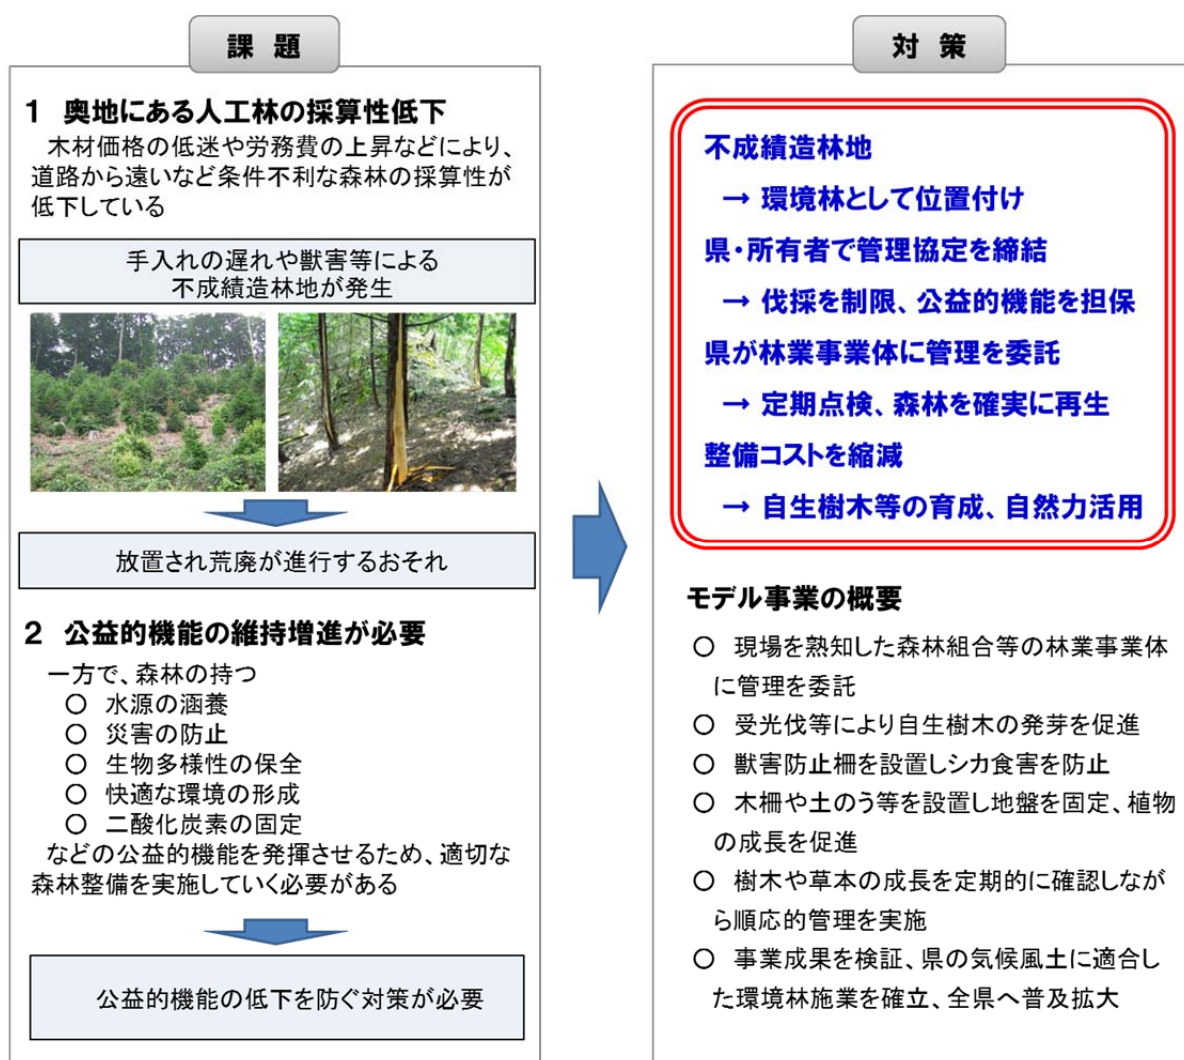 課 題
1 奥地にある人工林の採算性低下
木材価格の低迷や労務費の上昇などにより、
道路から遠いなど条件不利な森林の採算性が
低下している
手入れの遅れや獣害等による
不成績造林地が発生
放置され荒廃が進行するおそれ
2 公益的機能の維持増進が必要
一方で、森林の持つ
○ 水源の涵養
○ 災害の防止
○ 生物多様性の保全
○ 快適な環境の形成
○ 二酸化炭素の固定
などの公益的機能を発揮させるため、適切な
森林整備を実施していく必要がある
公益的機能の低下を防ぐ対策が必要
対 策
不成績造林地
→ 環境林として位置付け
県・所有者で管理協定を締結
→ 伐採を制限、公益的機能を担保
県が林業事業体に管理を委託
→ 定期点検、森林を確実に再生
整備コストを縮減
→ 自生樹木等の育成、自然力活用
モデル事業の概要
○ 現場を熟知した森林組合等の林業事業体
に管理を委託
○ 受光伐等により自生樹木の発芽を促進
○ 獣害防止柵を設置しシカ食害を防止
○ 木柵や土のう等を設置し地盤を固定、植物
の成長を促進
○ 樹木や草本の成長を定期的に確認しなが
ら順応的管理を実施
○ 事業成果を検証、県の気候風土に適合し
た環境林施業を確立、全県へ普及拡大